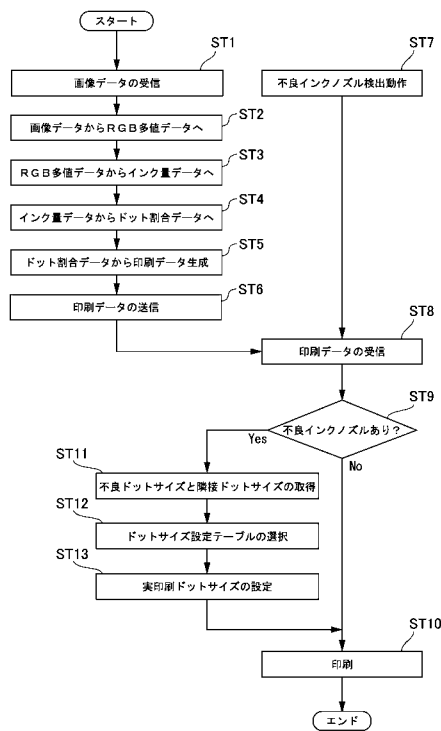 スタート
ST1
画像データの受信
ST2
画像データからRGB多値データへ
ST3
RGB多値データからインク量データへ
ST4
インク量データからドット割合データへ
ST5
ドット割合データから印刷データ生成
ST6
印刷データの送信
ST7
不良インクノズル検出動作
ST8
印刷データの受信
ST9
不良インクノズルあり？
Yes
No
ST11
不良ドットサイズと隣接ドットサイズの取得
ST12
ドットサイズ設定テーブルの選択
ST13
実印刷ドットサイズの設定
ST10
印刷
エンド